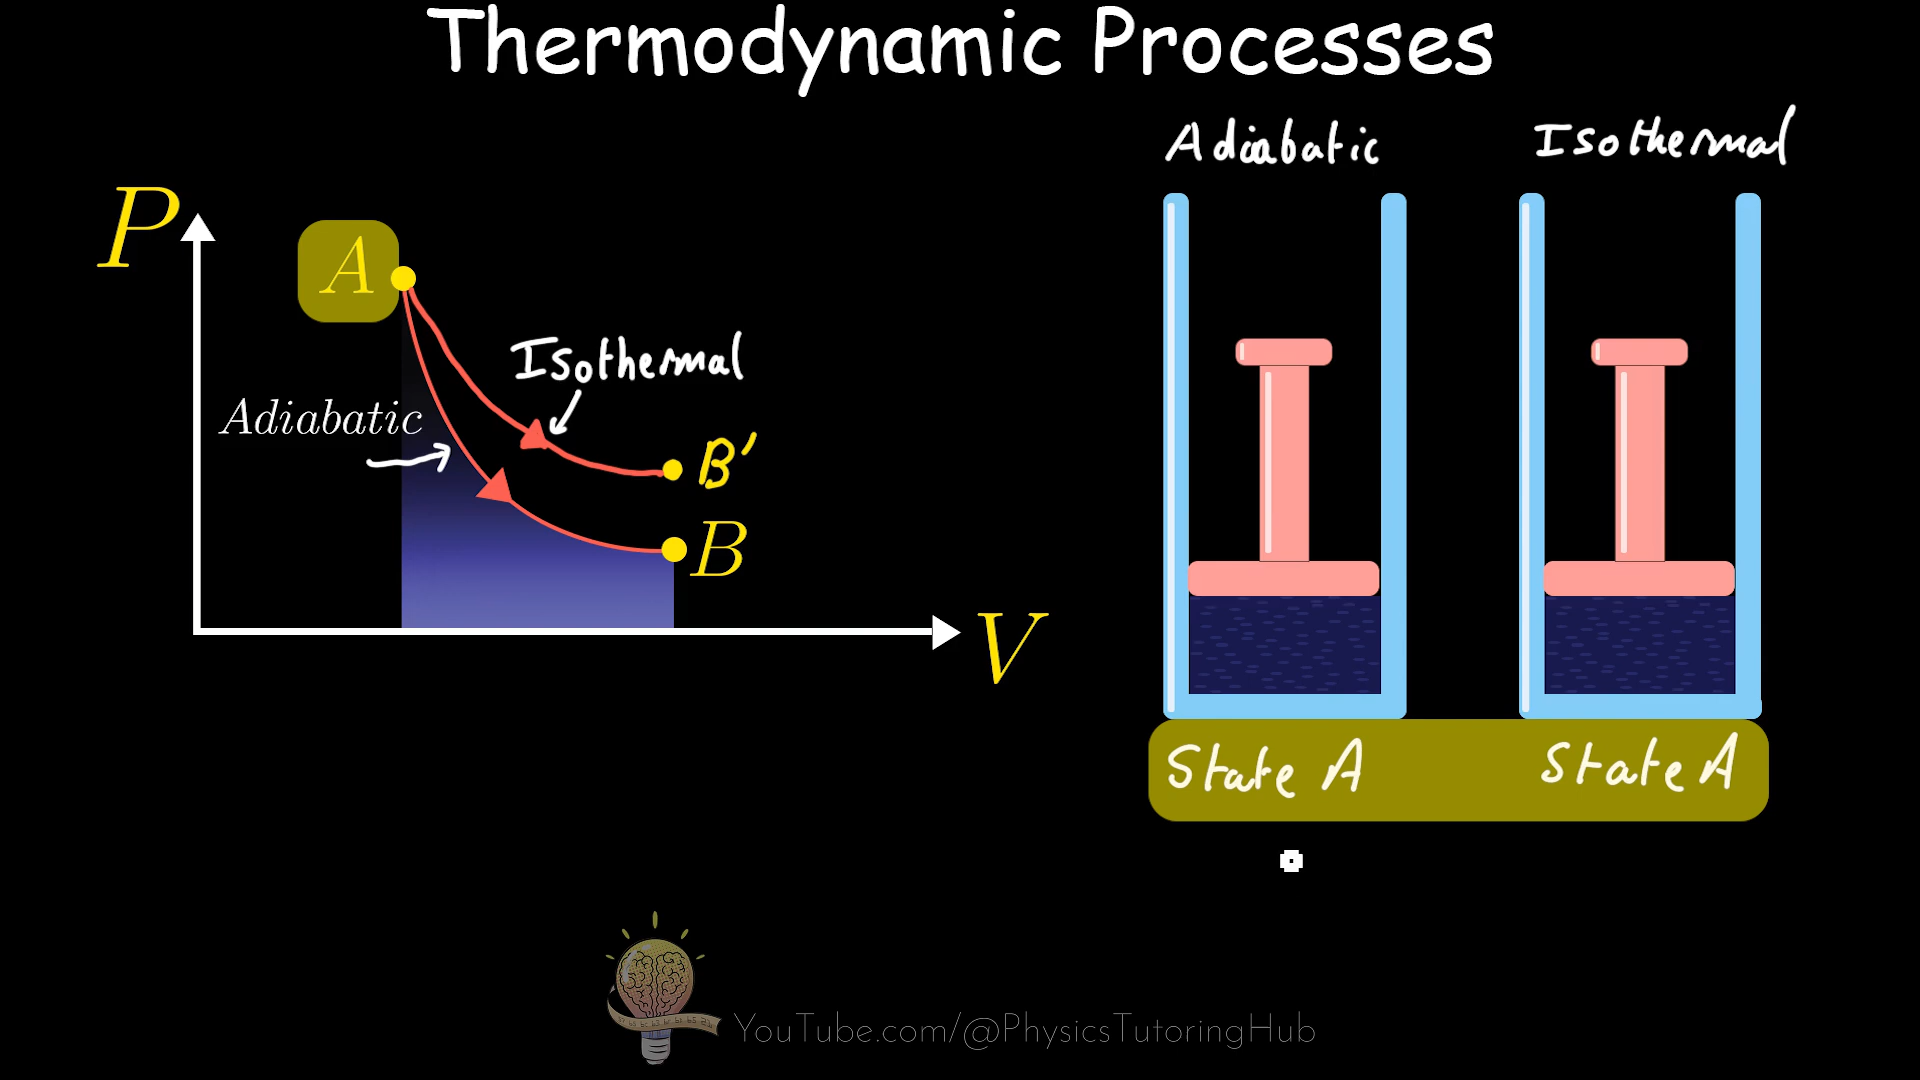 Thermodynamic Processes
Adiabatic
Isothermal
P
A
Isothermal
Adiabatic
B'
B
V
State A
State A
YouTube.com/@PhysicsTutoringHub